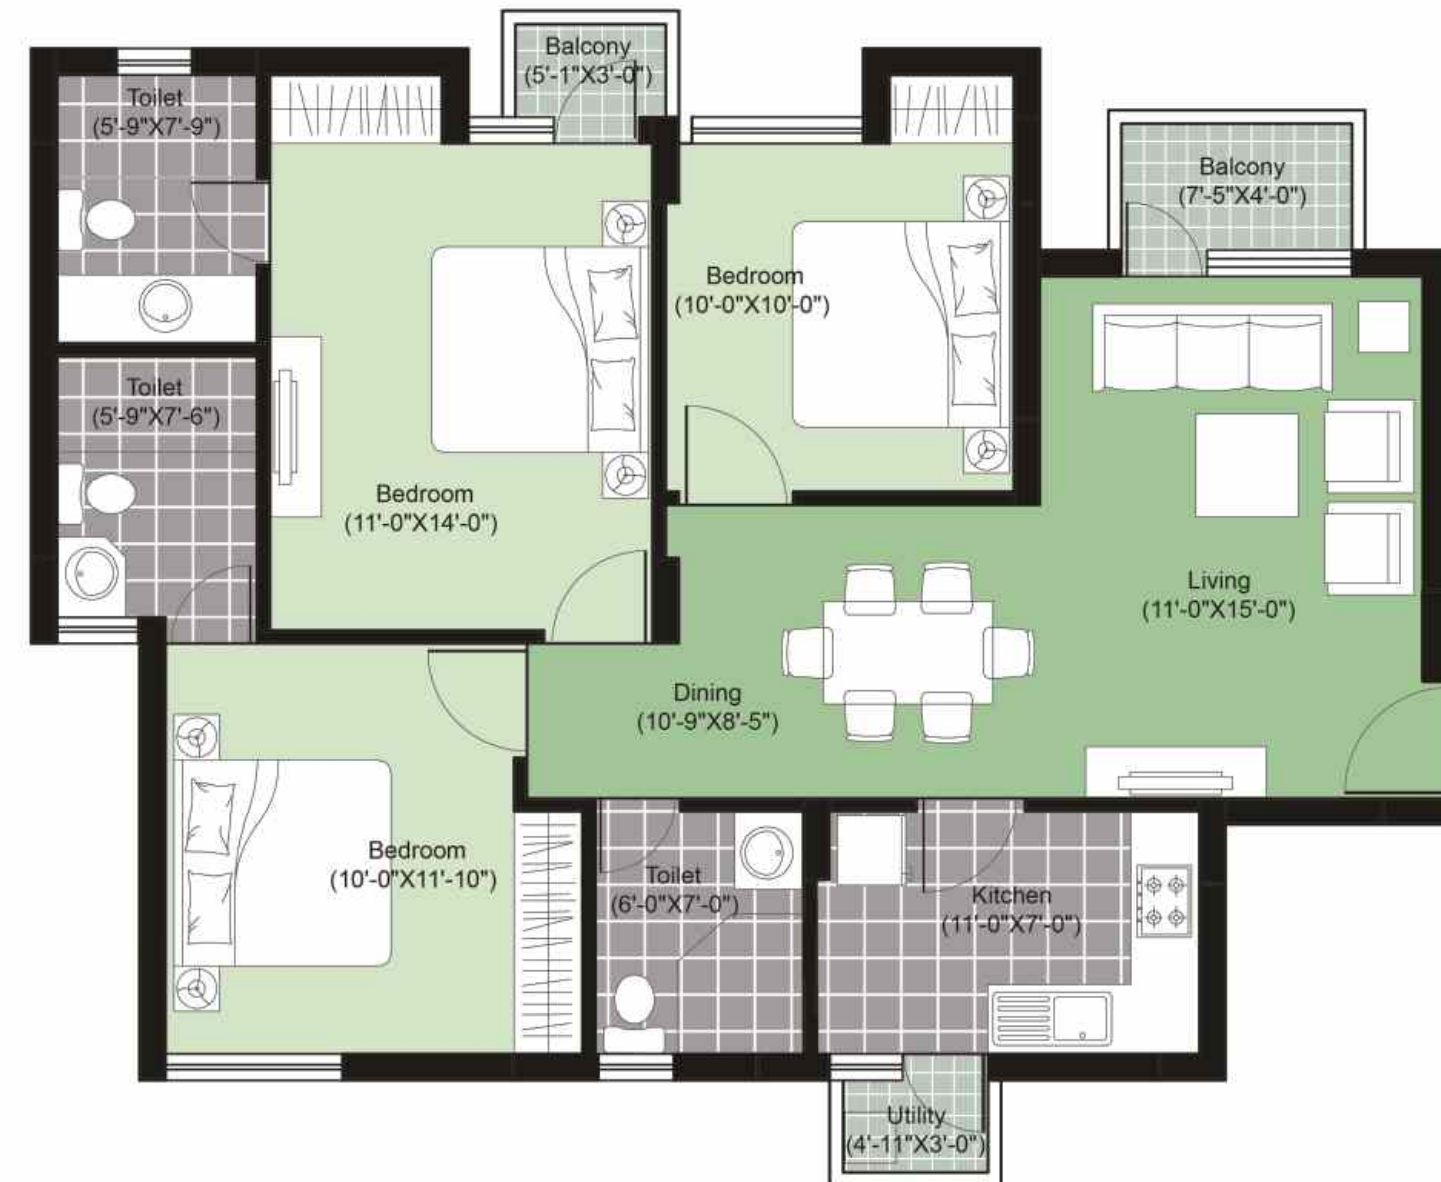 Balcony
(5'-1"X3'-0")
Toilet
(5'-9"X7'-9")
Balcony
(7'-5"X4'-0")
Bedroom
(10'-0"X10'-0")
Toilet
(5'-9"X7'-6")
Bedroom
(11'-0"X14'-0")
Living
(11'-0"X15'-0")
Dining
(10'-9"X8'-5")
Bedroom
(10'-0"X11'-10")
Toilet
(6'-0"X7'-0")
Kitchen
(11'-0"X7'-0")
Utility
(4'-11"X3'-0")